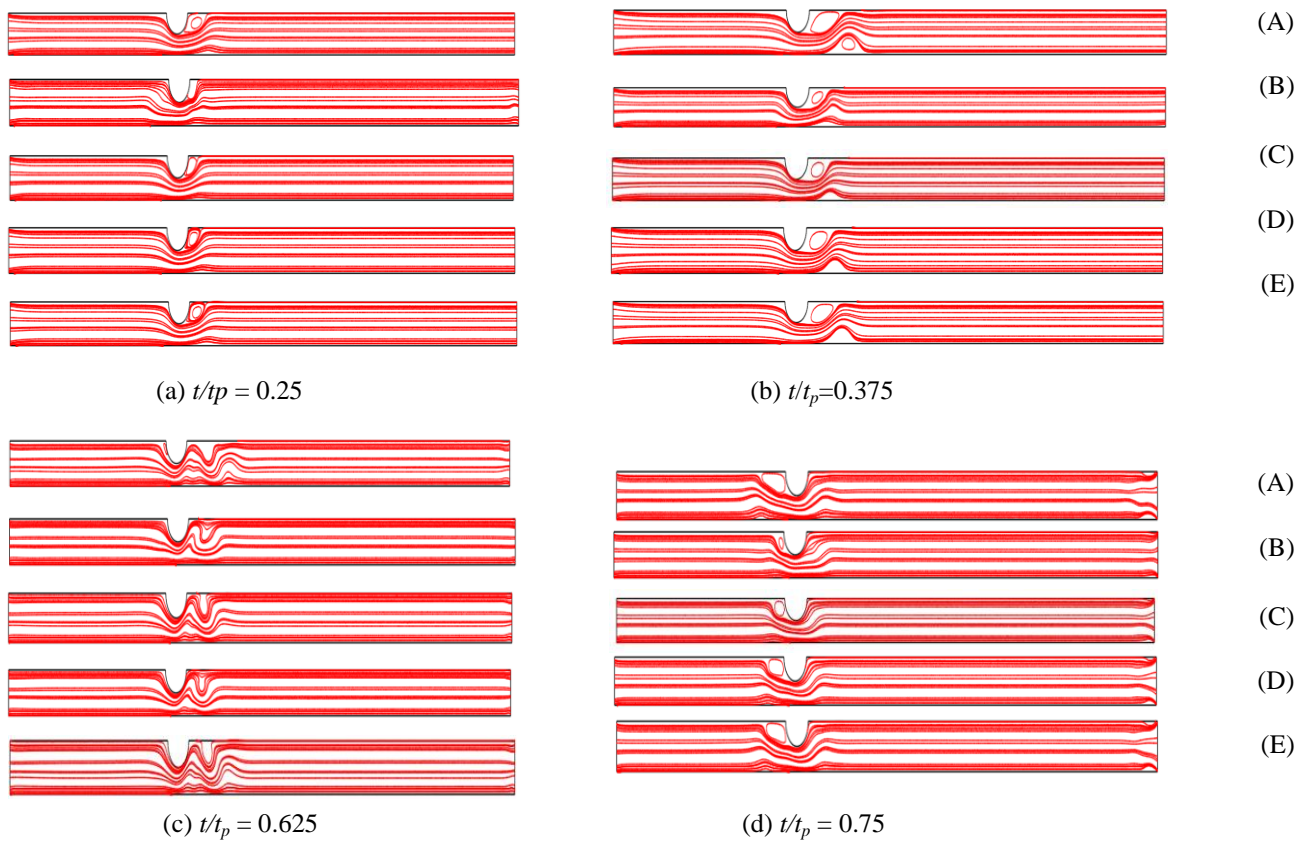 (A)
(B)
(C)
(D)
(E)
(a) t/tp = 0.25
(b) t/tp=0.375
(A)
(B)
(C)
(D)
(E)
(c) t/tp = 0.625
(d) t/tp = 0.75